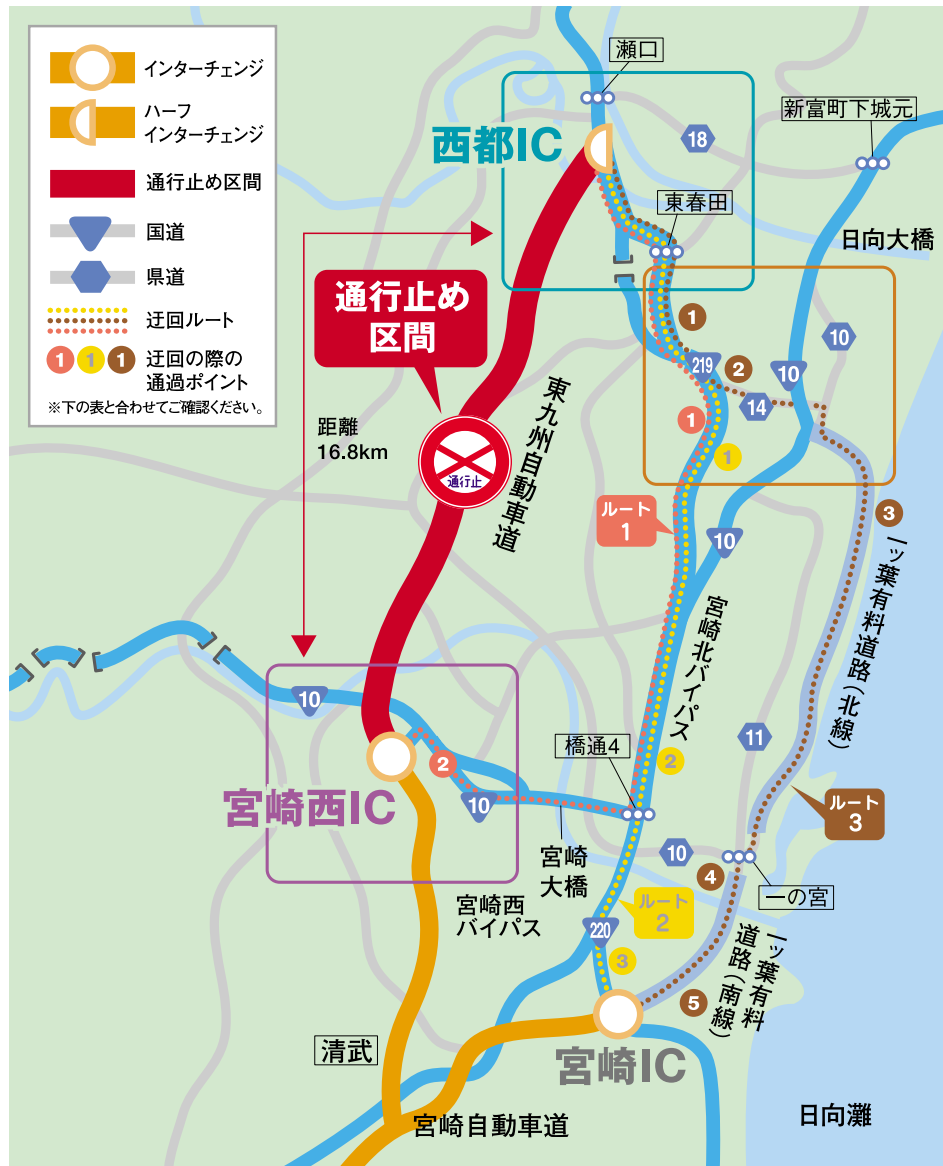 インターチェンジ
ハーフ
インターチェンジ
通行止め区間
国道
県道
迂回ルート
1 1 1 迂回の際の
通過ポイント
※下の表と合わせてご確認ください。
瀬口
新富町下城元
西都IC
18
東春田
日向大橋
通行止め
区間
1
10
219
2
10
14
距離
16.8km
東九州自動車道
1
1
通行止
ルート
1
10
3
一ッ葉有料道路(北線)
宮崎北バイパス
10
橋通4
11
2
2
宮崎西IC
10
ルート
3
宮崎
大橋
10
4
一の宮
宮崎西
バイパス
ルート
2
220
3
一ッ葉有料
道路(南線)
5
清武
宮崎IC
宮崎自動車道
日向灘